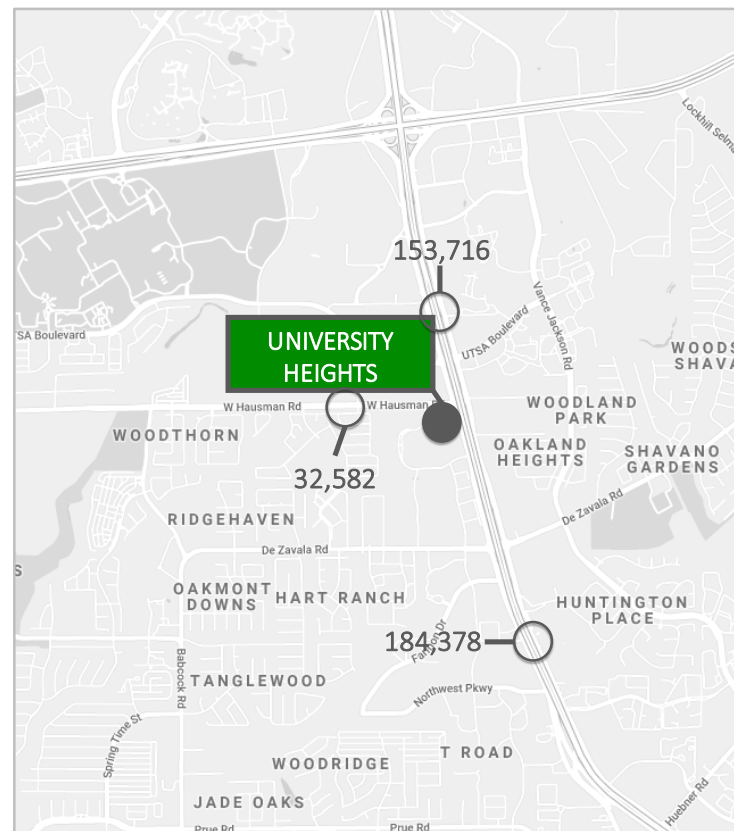 Lockhill Selma
153,716
Vance Jackson Rd
UTSA Boulevard
UNIVERSITY
HEIGHTS
SA Boulevard
WOODS
SHAVA
W Hausman Rd
W Hausman
WOODLAND
PARK
WOODTHORN
OAKLAND
HEIGHTS
SHAVANO
GARDENS
32,582
De Zavala Rd
RIDGEHAVEN
De Zavala Rd
S
OAKMONT
DOWNS
HART RANCH
HUNTINGTON
PLACE
184,378
Babcock Rd
TANGLEWOOD
Northwest Pkwy
Spring Time St
WOODRIDGE
T ROAD
JADE OAKS
Huebner Rd
Prue Rd
Prue Rd